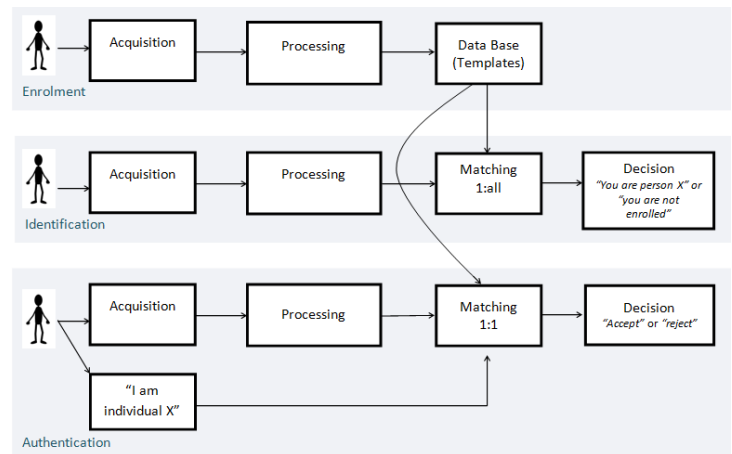 Acquisition
Processing
Data Base
(Templates)
Enrolment
Acquisition
Processing
Matching
1:all
Decision
“You are person X” or
“you are not
enrolled”
Identification
Acquisition
Processing
Matching
1:1
Decision
“Accept” or “reject”
“I am
individual X”
Authentication